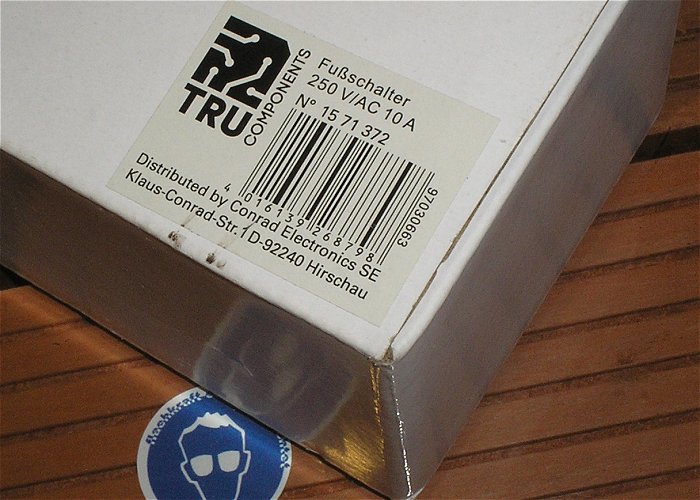 TRU
COMPONENTS
Fußschalter
250 V/AC 10 A
N° 15 71 372
4 016139 268798
97030663
Distributed by Conrad Electronics SE
Klaus-Conrad-Str. 1 D-92240 Hirschau
flachkraft